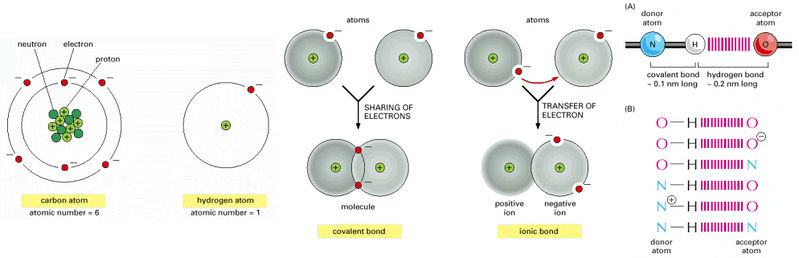 neutron
electron
proton
carbon atom
atomic number = 6
hydrogen atom
atomic number = 1
atoms
SHARING OF
ELECTRONS
molecule
covalent bond
atoms
TRANSFER OF
ELECTRON
positive
ion
negative
ion
ionic bond
(A)
donor
atom
acceptor
atom
N H O
covalent bond
~ 0.1 nm long
hydrogen bond
~ 0.2 nm long
(B)
O — H O
O — H O⊖
O — H N
N — H O
N⊕ — H O
N — H N
donor
atom
acceptor
atom